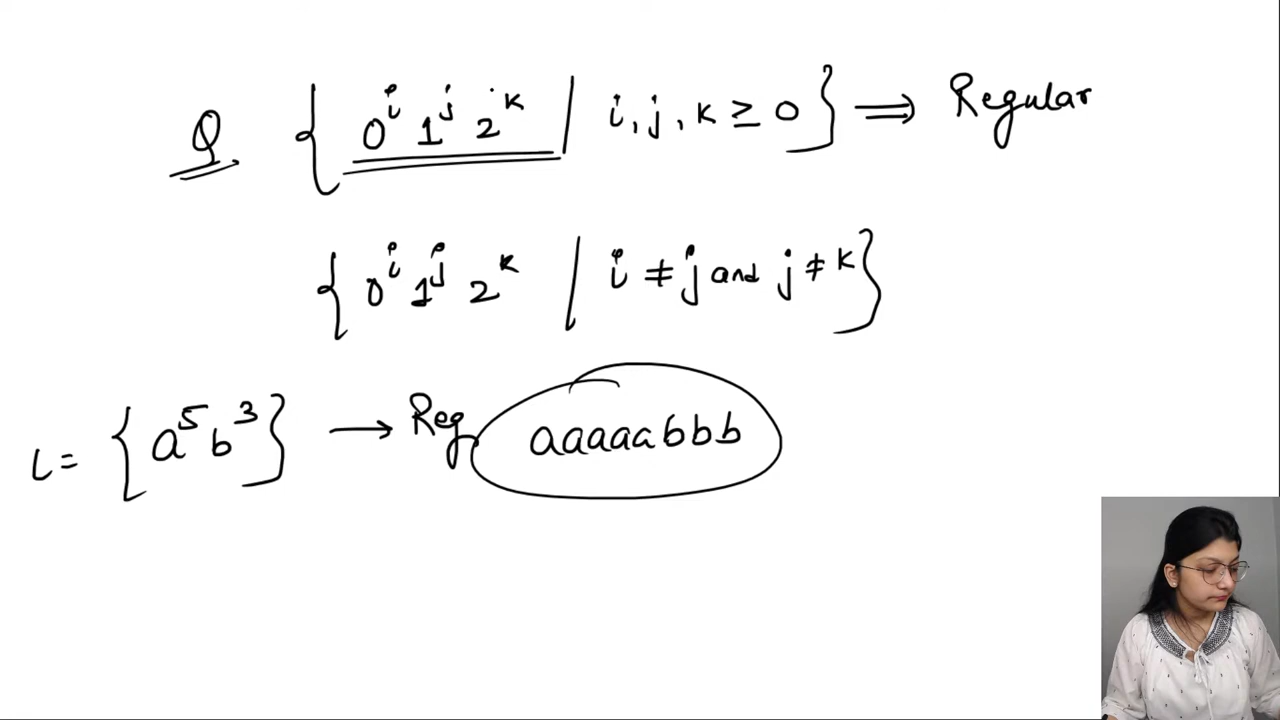 Q { 0^i 1^j 2^k | i, j, k ≥ 0 } ⟹ Regular
{ 0^i 1^j 2^k | i ≠ j and j ≠ k }
L = { a^5 b^3 } → Reg aaaaabbb